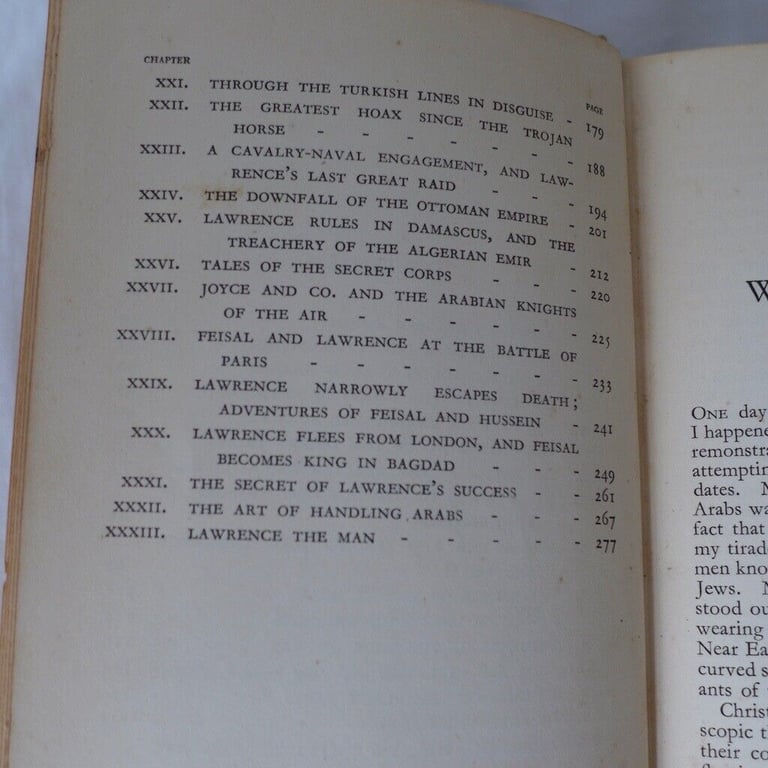 CHAPTER
PAGE
XXI. THROUGH THE TURKISH LINES IN DISGUISE - 179
XXII. THE GREATEST HOAX SINCE THE TROJAN
HORSE - - - - - - 188
XXIII. A CAVALRY-NAVAL ENGAGEMENT, AND LAW-
RENCE'S LAST GREAT RAID - - - 194
XXIV. THE DOWNFALL OF THE OTTOMAN EMPIRE - 201
XXV. LAWRENCE RULES IN DAMASCUS, AND THE
TREACHERY OF THE ALGERIAN EMIR - 212
XXVI. TALES OF THE SECRET CORPS - - - 220
XXVII. JOYCE AND CO. AND THE ARABIAN KNIGHTS
OF THE AIR - - - - - - 225
XXVIII. FEISAL AND LAWRENCE AT THE BATTLE OF
PARIS - - - - - - 233
XXIX. LAWRENCE NARROWLY ESCAPES DEATH;
ADVENTURES OF FEISAL AND HUSSEIN - 241
XXX. LAWRENCE FLEES FROM LONDON, AND FEISAL
BECOMES KING IN BAGDAD - - - 249
XXXI. THE SECRET OF LAWRENCE'S SUCCESS - - 261
XXXII. THE ART OF HANDLING ARABS - - - 267
XXXIII. LAWRENCE THE MAN - - - - - 277
ONE day
I happene
remonstra
attemptin
dates. N
Arabs wa
fact that
my tirad
men kno
Jews.
stood ou
wearing
Near Ea
curved s
ants of
Christ
scopic t
their co